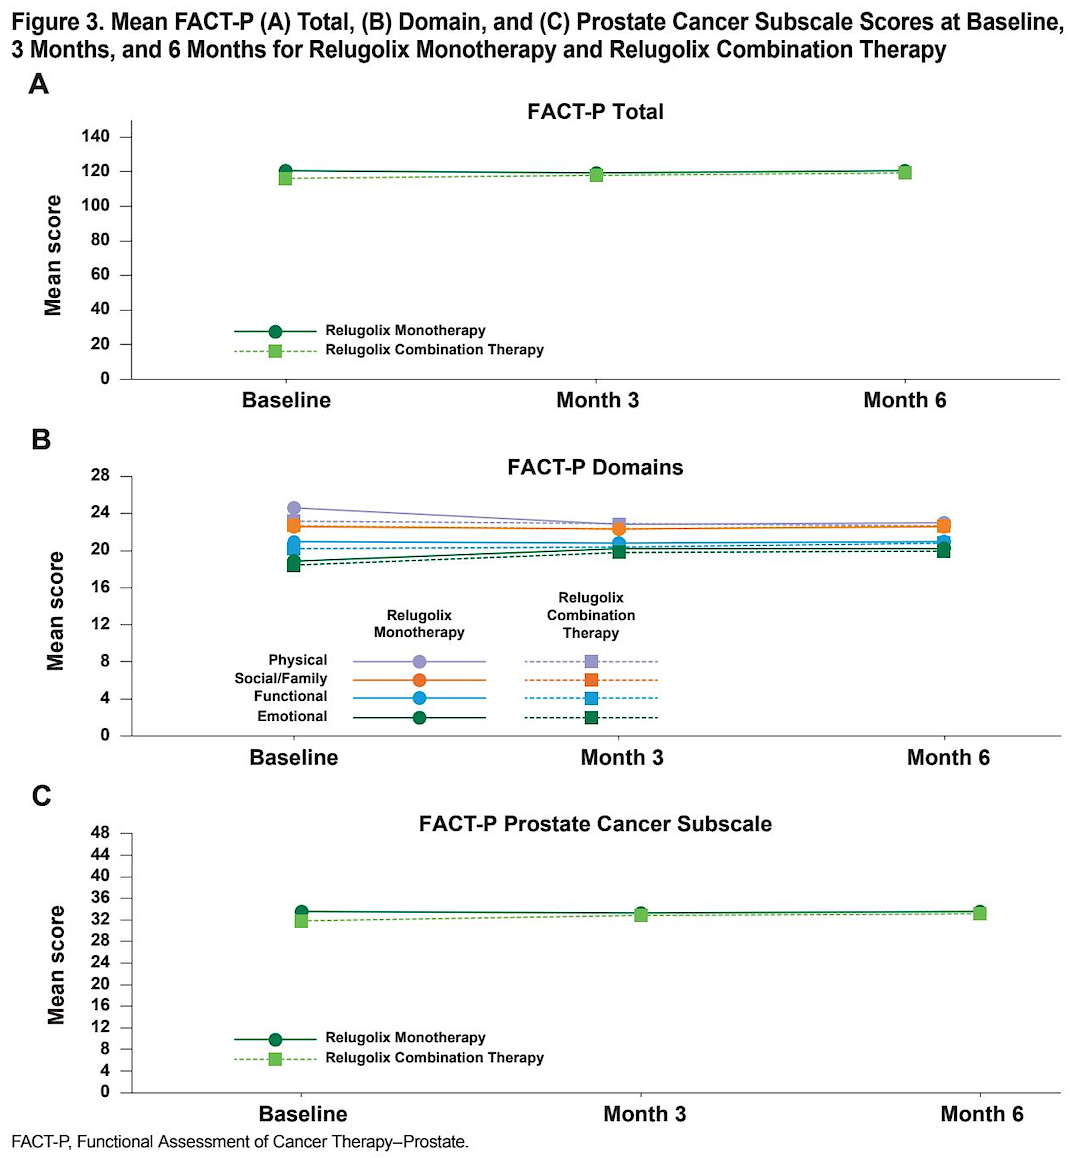 Figure 3. Mean FACT-P (A) Total, (B) Domain, and (C) Prostate Cancer Subscale Scores at Baseline,
3 Months, and 6 Months for Relugolix Monotherapy and Relugolix Combination Therapy
A
FACT-P Total
140
120
100
80
60
40
20
0
Mean score
Relugolix Monotherapy
Relugolix Combination Therapy
Baseline
Month 3
Month 6
B
FACT-P Domains
28
24
20
16
12
8
4
0
Mean score
Relugolix
Monotherapy
Relugolix
Combination
Therapy
Physical
Social/Family
Functional
Emotional
Baseline
Month 3
Month 6
C
FACT-P Prostate Cancer Subscale
48
44
40
36
32
28
24
20
16
12
8
4
0
Mean score
Relugolix Monotherapy
Relugolix Combination Therapy
Baseline
Month 3
Month 6
FACT-P, Functional Assessment of Cancer Therapy–Prostate.